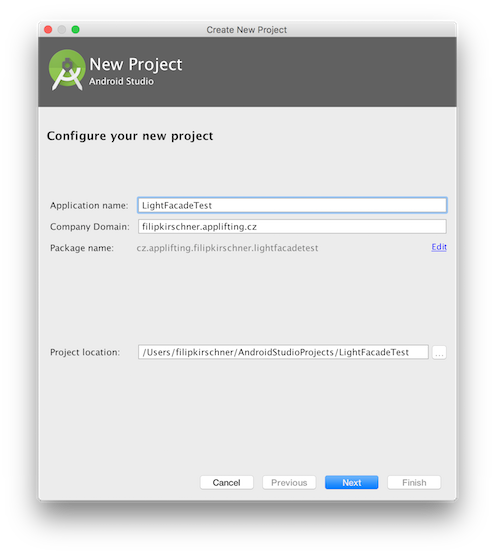 Create New Project
New Project
Android Studio
Configure your new project
Application name: LightFacadeTest
Company Domain: filipkirschner.applifting.cz
Package name: cz.applifting.filipkirschner.lightfacadetest Edit
Project location: /Users/filipkirschner/AndroidStudioProjects/LightFacadeTest ...
Cancel Previous Next Finish